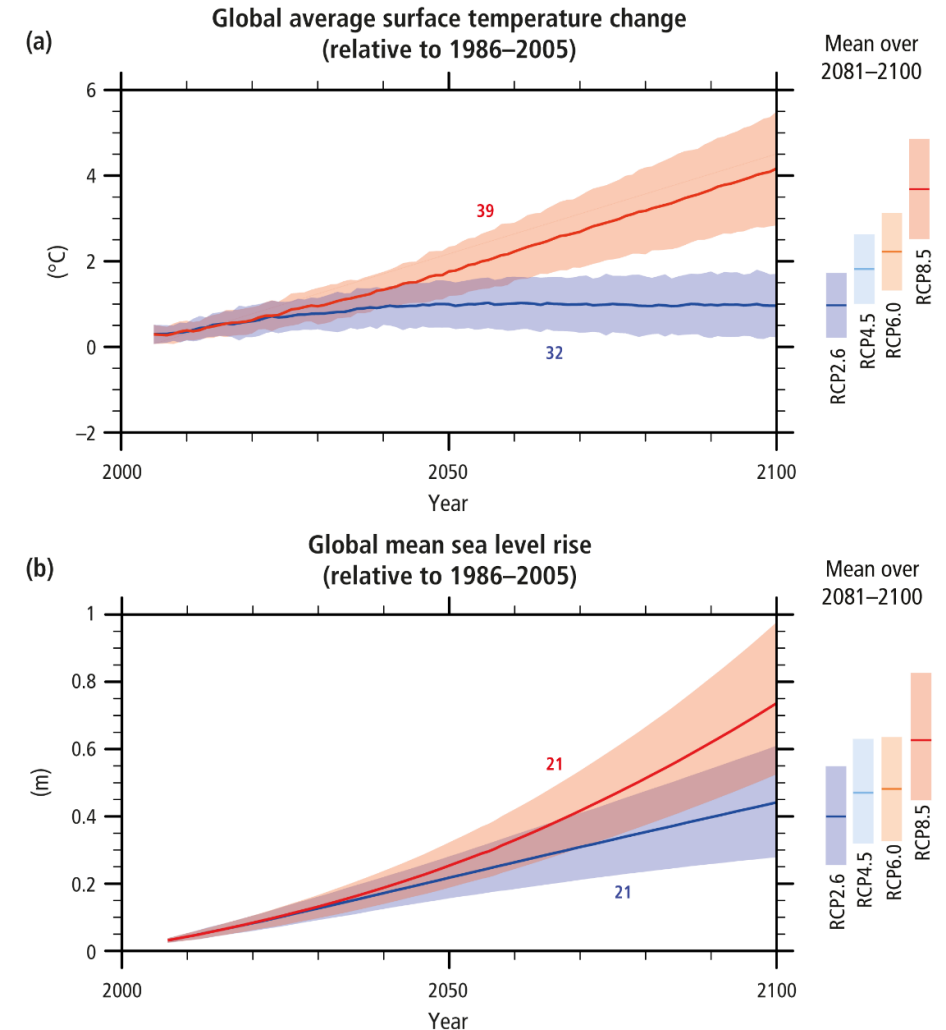 Global average surface temperature change
(relative to 1986–2005)
(a)
Mean over
2081–2100
6
4
2
0
−2
(°C)
39
32
2000
2050
2100
Year
RCP2.6
RCP4.5
RCP6.0
RCP8.5
Global mean sea level rise
(relative to 1986–2005)
(b)
Mean over
2081–2100
1
0.8
0.6
0.4
0.2
0
(m)
21
21
2000
2050
2100
Year
RCP2.6
RCP4.5
RCP6.0
RCP8.5